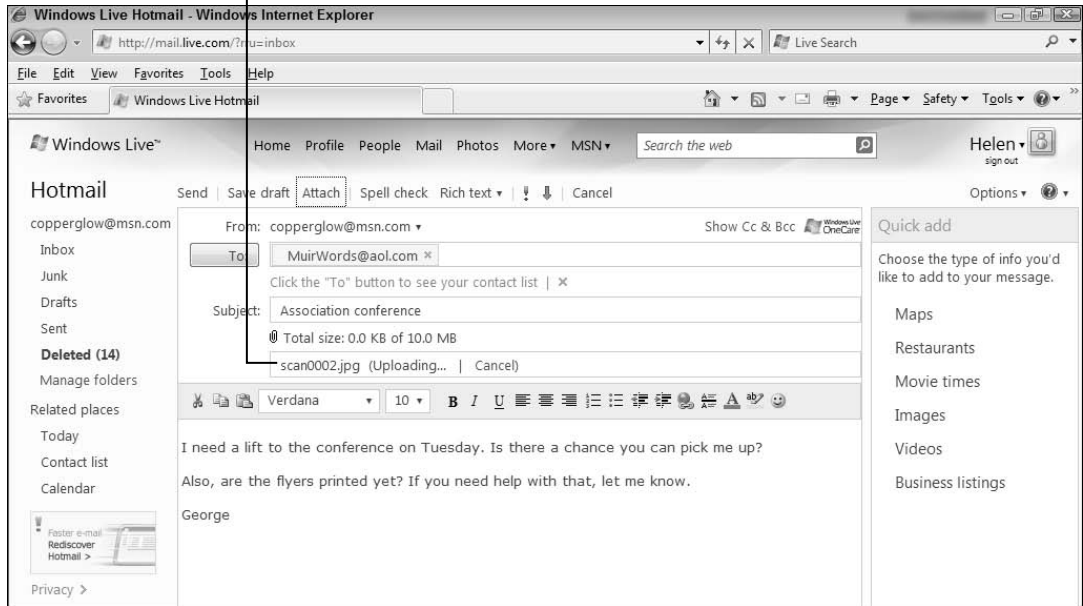 Windows Live Hotmail - Windows Internet Explorer
http://mail.live.com/?rru=inbox
Live Search
File Edit View Favorites Tools Help
Favorites Windows Live Hotmail Page Safety Tools
Windows Live™ Home Profile People Mail Photos More MSN Search the web Helen
sign out
Hotmail Send | Save draft | Attach | Spell check Rich text | Cancel Options
copperglow@msn.com From: copperglow@msn.com Show Cc & Bcc Windows Live OneCare Quick add
Inbox To: MuirWords@aol.com × Choose the type of info you'd
Junk Click the "To" button to see your contact list | × like to add to your message.
Drafts Subject: Association conference Maps
Sent Total size: 0.0 KB of 10.0 MB Restaurants
Deleted (14) scan0002.jpg (Uploading... | Cancel) Movie times
Manage folders Verdana 10 B I U A Images
Related places
Today I need a lift to the conference on Tuesday. Is there a chance you can pick me up? Videos
Contact list
Calendar Also, are the flyers printed yet? If you need help with that, let me know. Business listings
George
Faster e-mail
Rediscover
Hotmail >
Privacy >